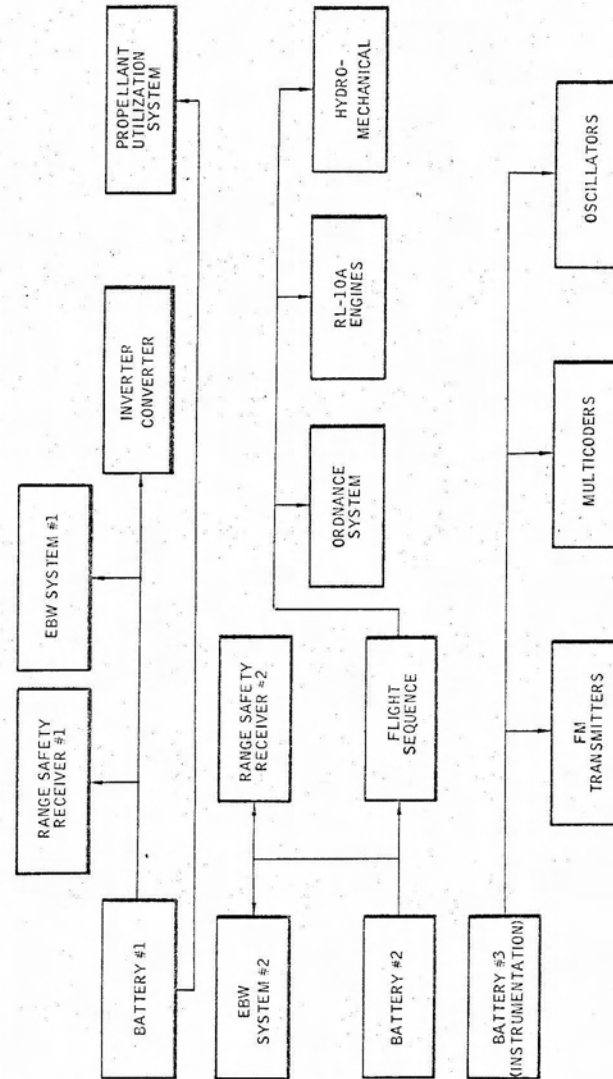 BATTERY #1
RANGE SAFETY
RECEIVER #1
EBW SYSTEM #1
INVERTER
CONVERTER
PROPELLANT
UTILIZATION
SYSTEM
EBW
SYSTEM #2
RANGE SAFETY
RECEIVER #2
BATTERY #2
FLIGHT
SEQUENCE
ORDNANCE
SYSTEM
RL-10A
ENGINES
HYDRO-
MECHANICAL
BATTERY #3
(INSTRUMENTATION)
FM
TRANSMITTERS
MULTICODERS
OSCILLATORS